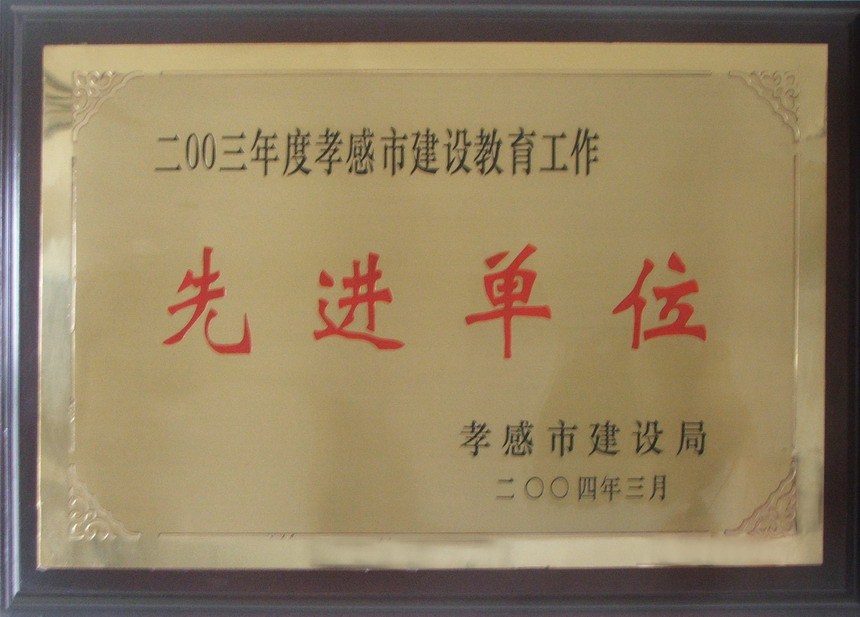 二00三年度孝感市建设教育工作
先进单位
孝感市建设局
二〇〇四年三月